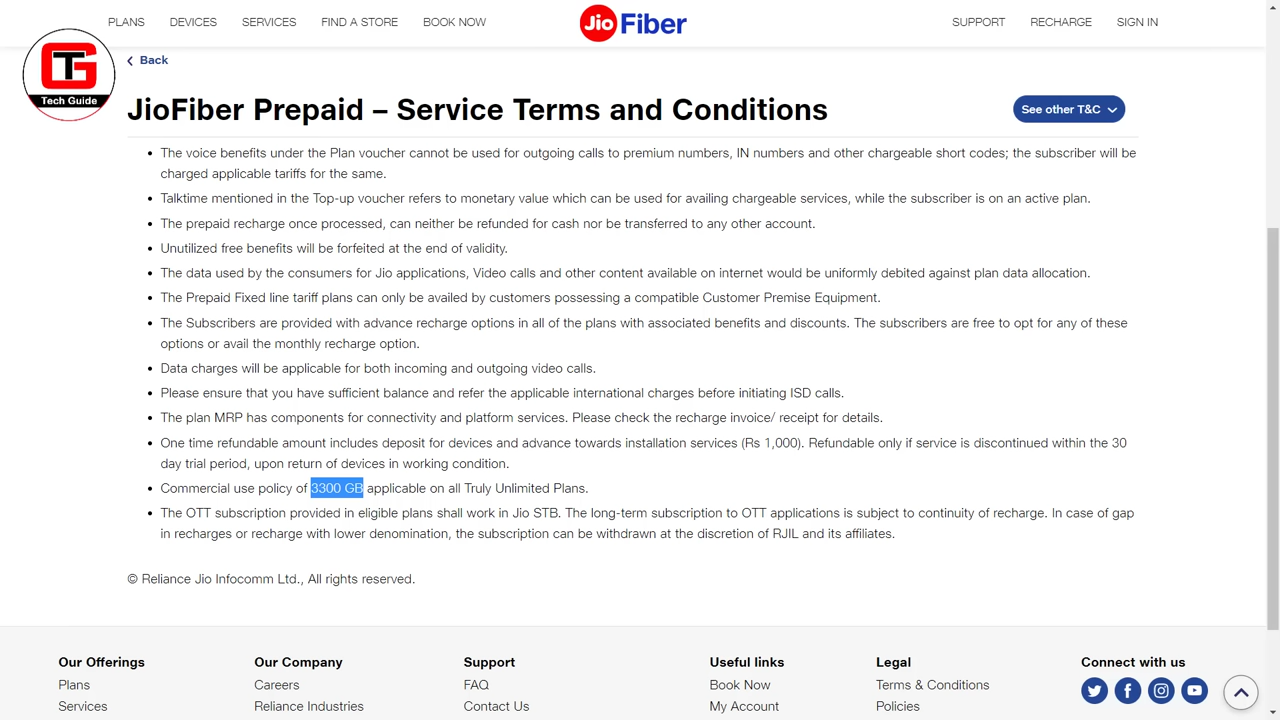 PLANS DEVICES SERVICES FIND A STORE BOOK NOW Jio Fiber SUPPORT RECHARGE SIGN IN
TG
Tech Guide
Back
JioFiber Prepaid – Service Terms and Conditions
See other T&C
• The voice benefits under the Plan voucher cannot be used for outgoing calls to premium numbers, IN numbers and other chargeable short codes; the subscriber will be
charged applicable tariffs for the same.
• Talktime mentioned in the Top-up voucher refers to monetary value which can be used for availing chargeable services, while the subscriber is on an active plan.
• The prepaid recharge once processed, can neither be refunded for cash nor be transferred to any other account.
• Unutilized free benefits will be forfeited at the end of validity.
• The data used by the consumers for Jio applications, Video calls and other content available on internet would be uniformly debited against plan data allocation.
• The Prepaid Fixed line tariff plans can only be availed by customers possessing a compatible Customer Premise Equipment.
• The Subscribers are provided with advance recharge options in all of the plans with associated benefits and discounts. The subscribers are free to opt for any of these
options or avail the monthly recharge option.
• Data charges will be applicable for both incoming and outgoing video calls.
• Please ensure that you have sufficient balance and refer the applicable international charges before initiating ISD calls.
• The plan MRP has components for connectivity and platform services. Please check the recharge invoice/ receipt for details.
• One time refundable amount includes deposit for devices and advance towards installation services (Rs 1,000). Refundable only if service is discontinued within the 30
day trial period, upon return of devices in working condition.
• Commercial use policy of 3300 GB applicable on all Truly Unlimited Plans.
• The OTT subscription provided in eligible plans shall work in Jio STB. The long-term subscription to OTT applications is subject to continuity of recharge. In case of gap
in recharges or recharge with lower denomination, the subscription can be withdrawn at the discretion of RJIL and its affiliates.
© Reliance Jio Infocomm Ltd., All rights reserved.
Our Offerings Our Company Support Useful links Legal Connect with us
Plans Careers FAQ Book Now Terms & Conditions
Services Reliance Industries Contact Us My Account Policies